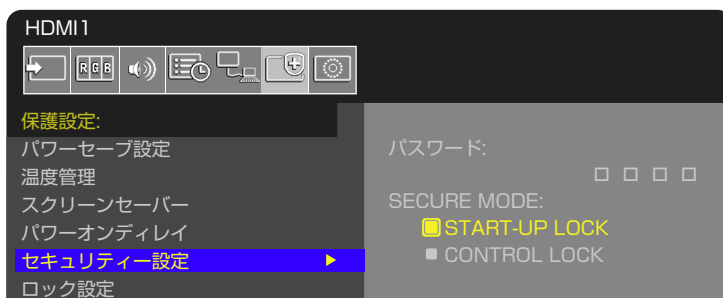 HDMI1
RGB
保護設定:
パワーセーブ設定
温度管理
スクリーンセーバー
パワーオンディレイ
セキュリティー設定
ロック設定
パスワード:
SECURE MODE:
START-UP LOCK
CONTROL LOCK